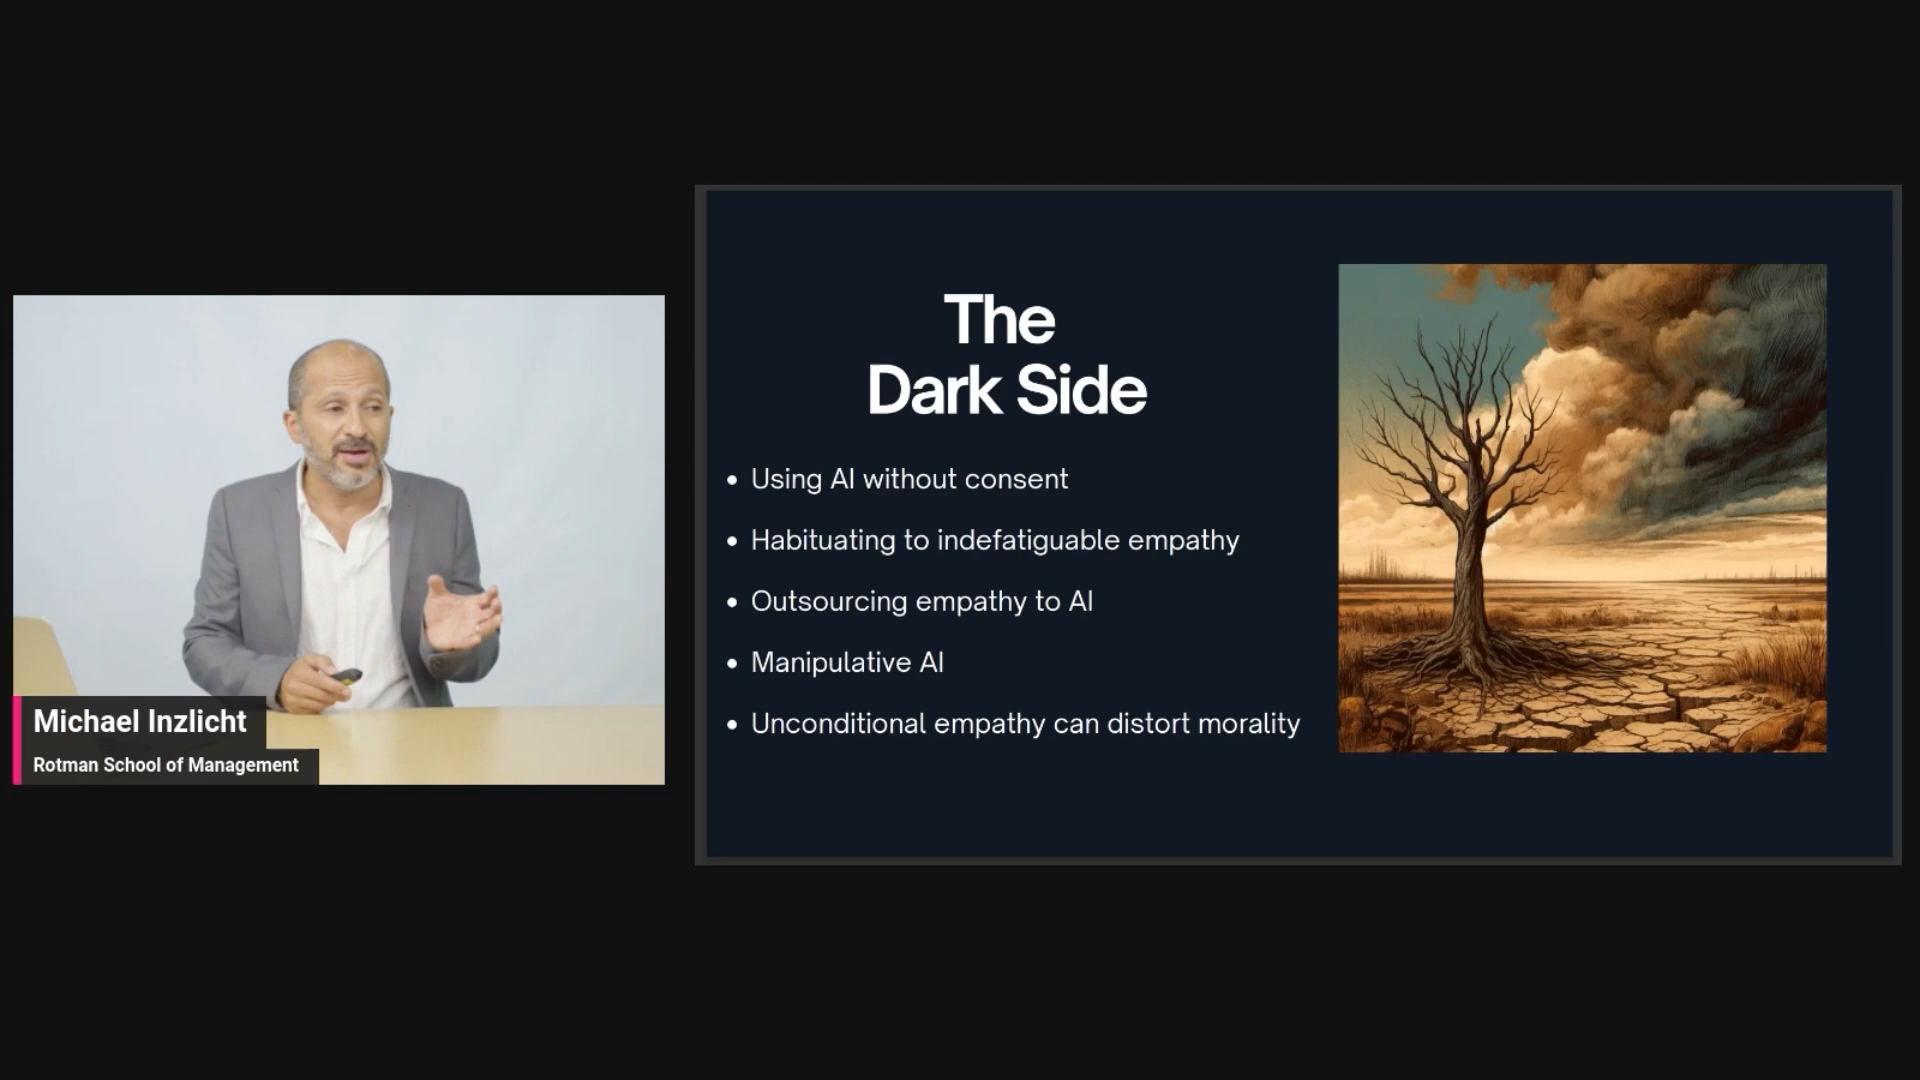 Michael Inzlicht
Rotman School of Management
The
Dark Side
• Using AI without consent
• Habituating to indefatiguable empathy
• Outsourcing empathy to AI
• Manipulative AI
• Unconditional empathy can distort morality